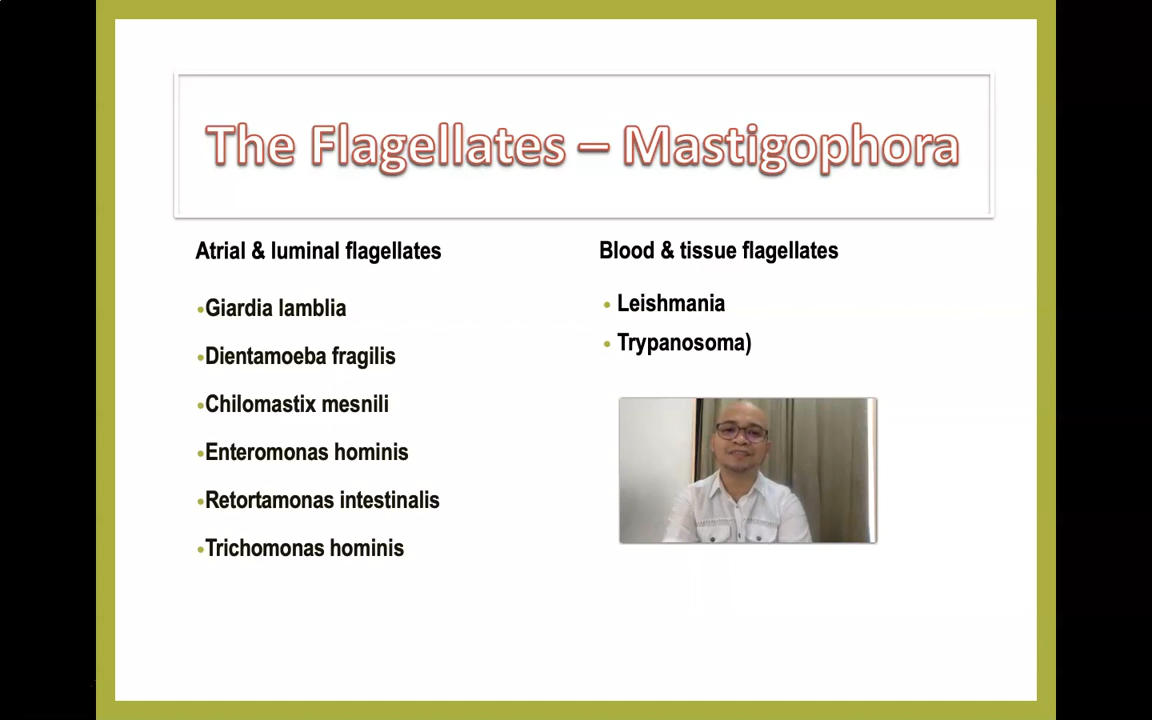 The Flagellates – Mastigophora
Atrial & luminal flagellates
•Giardia lamblia
•Dientamoeba fragilis
•Chilomastix mesnili
•Enteromonas hominis
•Retortamonas intestinalis
•Trichomonas hominis
Blood & tissue flagellates
• Leishmania
• Trypanosoma)